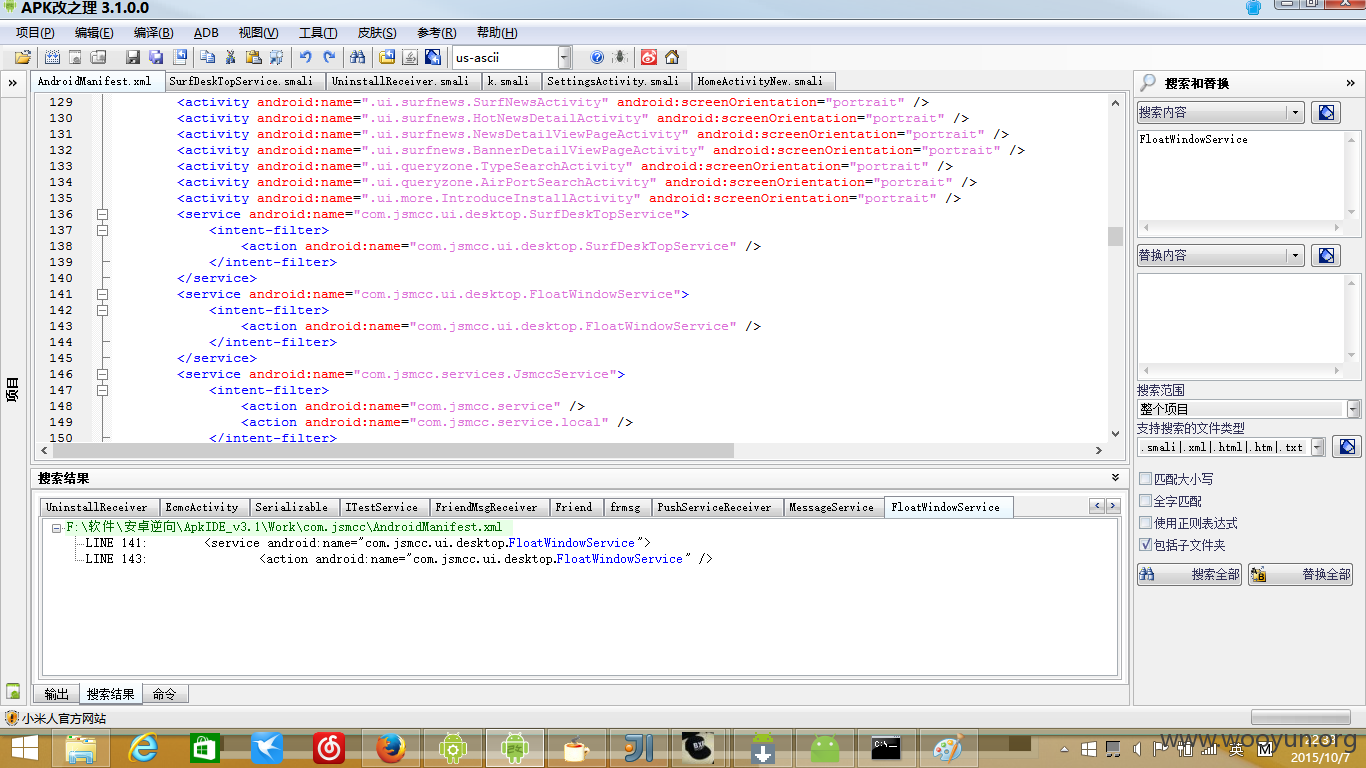 APK改之理 3.1.0.0
项目(P) 编辑(E) 编译(B) ADB 视图(V) 工具(T) 皮肤(S) 参考(R) 帮助(H)
us-ascii
AndroidManifest.xml SurfDeskTopService.smali UninstallReceiver.smali k.smali SettingsActivity.smali HomeActivityNew.smali
129 <activity android:name=".ui.surfnews.SurfNewsActivity" android:screenOrientation="portrait" />
130 <activity android:name=".ui.surfnews.HotNewsDetailActivity" android:screenOrientation="portrait" />
131 <activity android:name=".ui.surfnews.NewsDetailViewPageActivity" android:screenOrientation="portrait" />
132 <activity android:name=".ui.surfnews.BannerDetailViewPageActivity" android:screenOrientation="portrait" />
133 <activity android:name=".ui.queryzone.TypeSearchActivity" android:screenOrientation="portrait" />
134 <activity android:name=".ui.queryzone.AirPortSearchActivity" android:screenOrientation="portrait" />
135 <activity android:name=".ui.more.IntroduceInstallActivity" android:screenOrientation="portrait" />
136 <service android:name="com.jsmcc.ui.desktop.SurfDeskTopService">
137 <intent-filter>
138 <action android:name="com.jsmcc.ui.desktop.SurfDeskTopService" />
139 </intent-filter>
140 </service>
141 <service android:name="com.jsmcc.ui.desktop.FloatWindowService">
142 <intent-filter>
143 <action android:name="com.jsmcc.ui.desktop.FloatWindowService" />
144 </intent-filter>
145 </service>
146 <service android:name="com.jsmcc.services.JsmccService">
147 <intent-filter>
148 <action android:name="com.jsmcc.service" />
149 <action android:name="com.jsmcc.service.local" />
150 </intent-filter>
项目
搜索结果
UninstallReceiver EcmcActivity Serializable ITestService FriendMsgReceiver Friend frmsg PushServiceReceiver MessageService FloatWindowService
F:\软件\安卓逆向\ApkIDE_v3.1\Work\com.jsmcc\AndroidManifest.xml
LINE 141: <service android:name="com.jsmcc.ui.desktop.FloatWindowService">
LINE 143: <action android:name="com.jsmcc.ui.desktop.FloatWindowService" />
输出 搜索结果 命令
搜索和替换
搜索内容
FloatWindowService
替换内容
搜索范围
整个项目
支持搜索的文件类型
.smali|.xml|.html|.htm|.txt
匹配大小写
全字匹配
使用正则表达式
包括子文件夹
搜索全部 替换全部
小米人官方网站
www.wooyun.org
英 M
22:33
2015/10/7